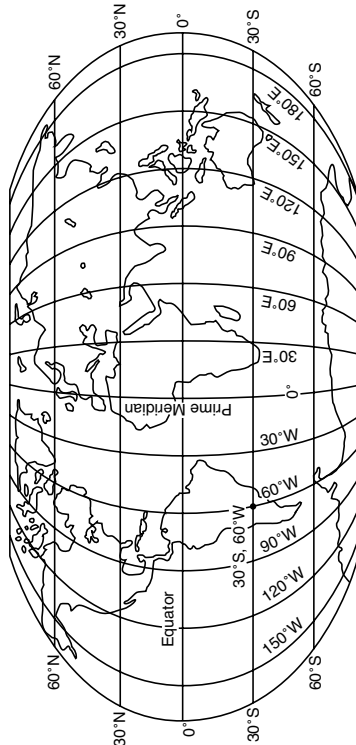 60°N
30°N
0°
30°S
60°S
60°N
30°N
0°
30°S
60°S
Equator
Prime Meridian
30°S, 60°W
150°W
120°W
90°W
60°W
30°W
0°
30°E
60°E
90°E
120°E
150°E
180°E